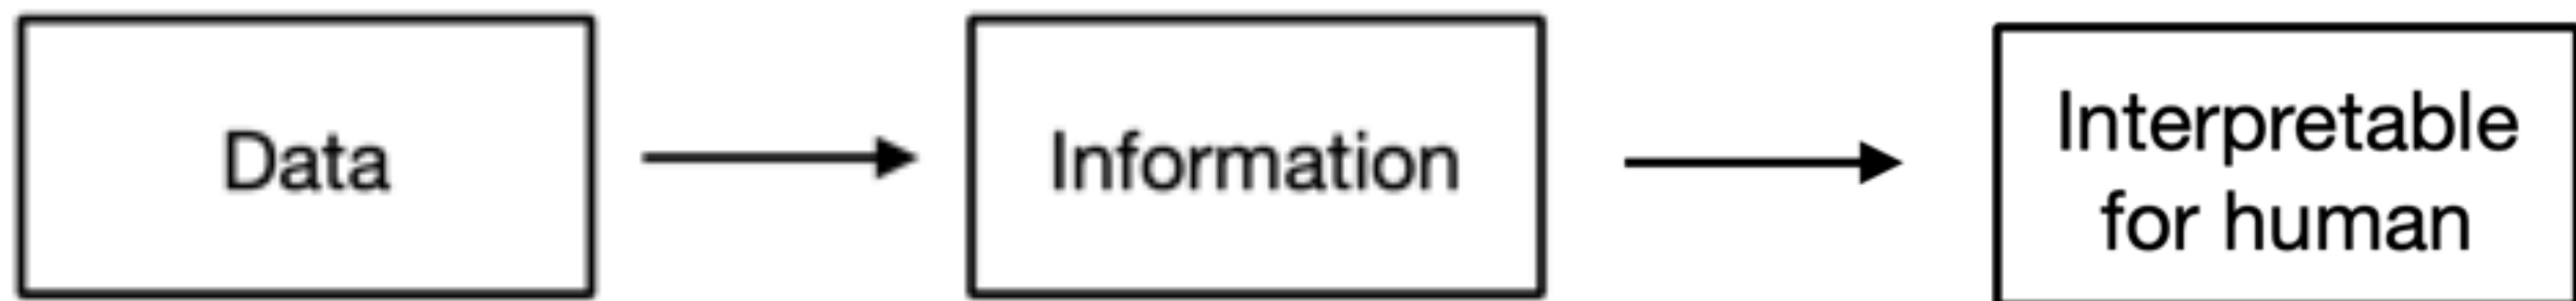 Data
Information
Interpretable
for human